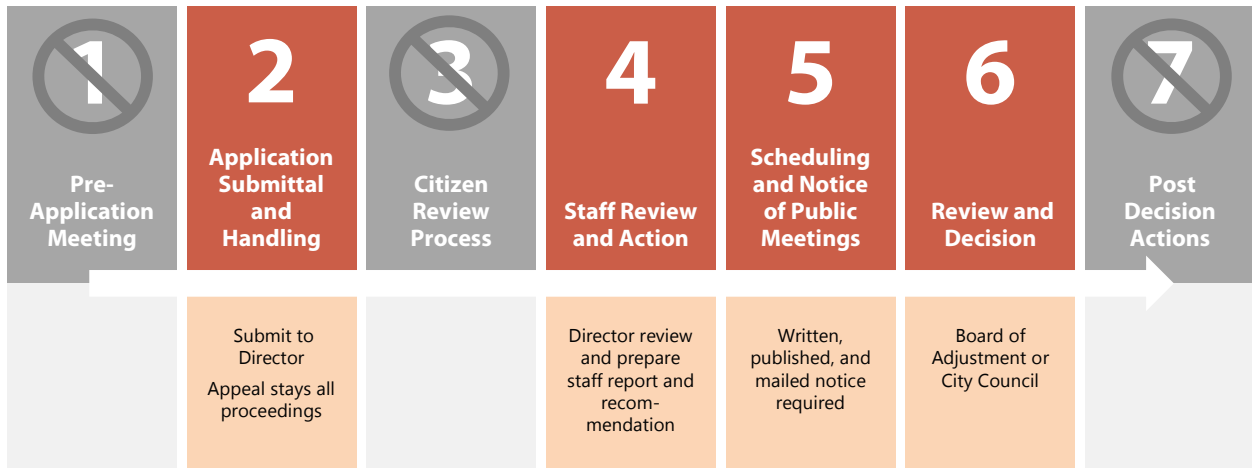 1
Pre-
Application
Meeting
2
Application
Submittal
and
Handling
Submit to
Director
Appeal stays all
proceedings
3
Citizen
Review
Process
4
Staff Review
and Action
Director review
and prepare
staff report and
recom-
mendation
5
Scheduling
and Notice
of Public
Meetings
Written,
published, and
mailed notice
required
6
Review and
Decision
Board of
Adjustment or
City Council
7
Post
Decision
Actions